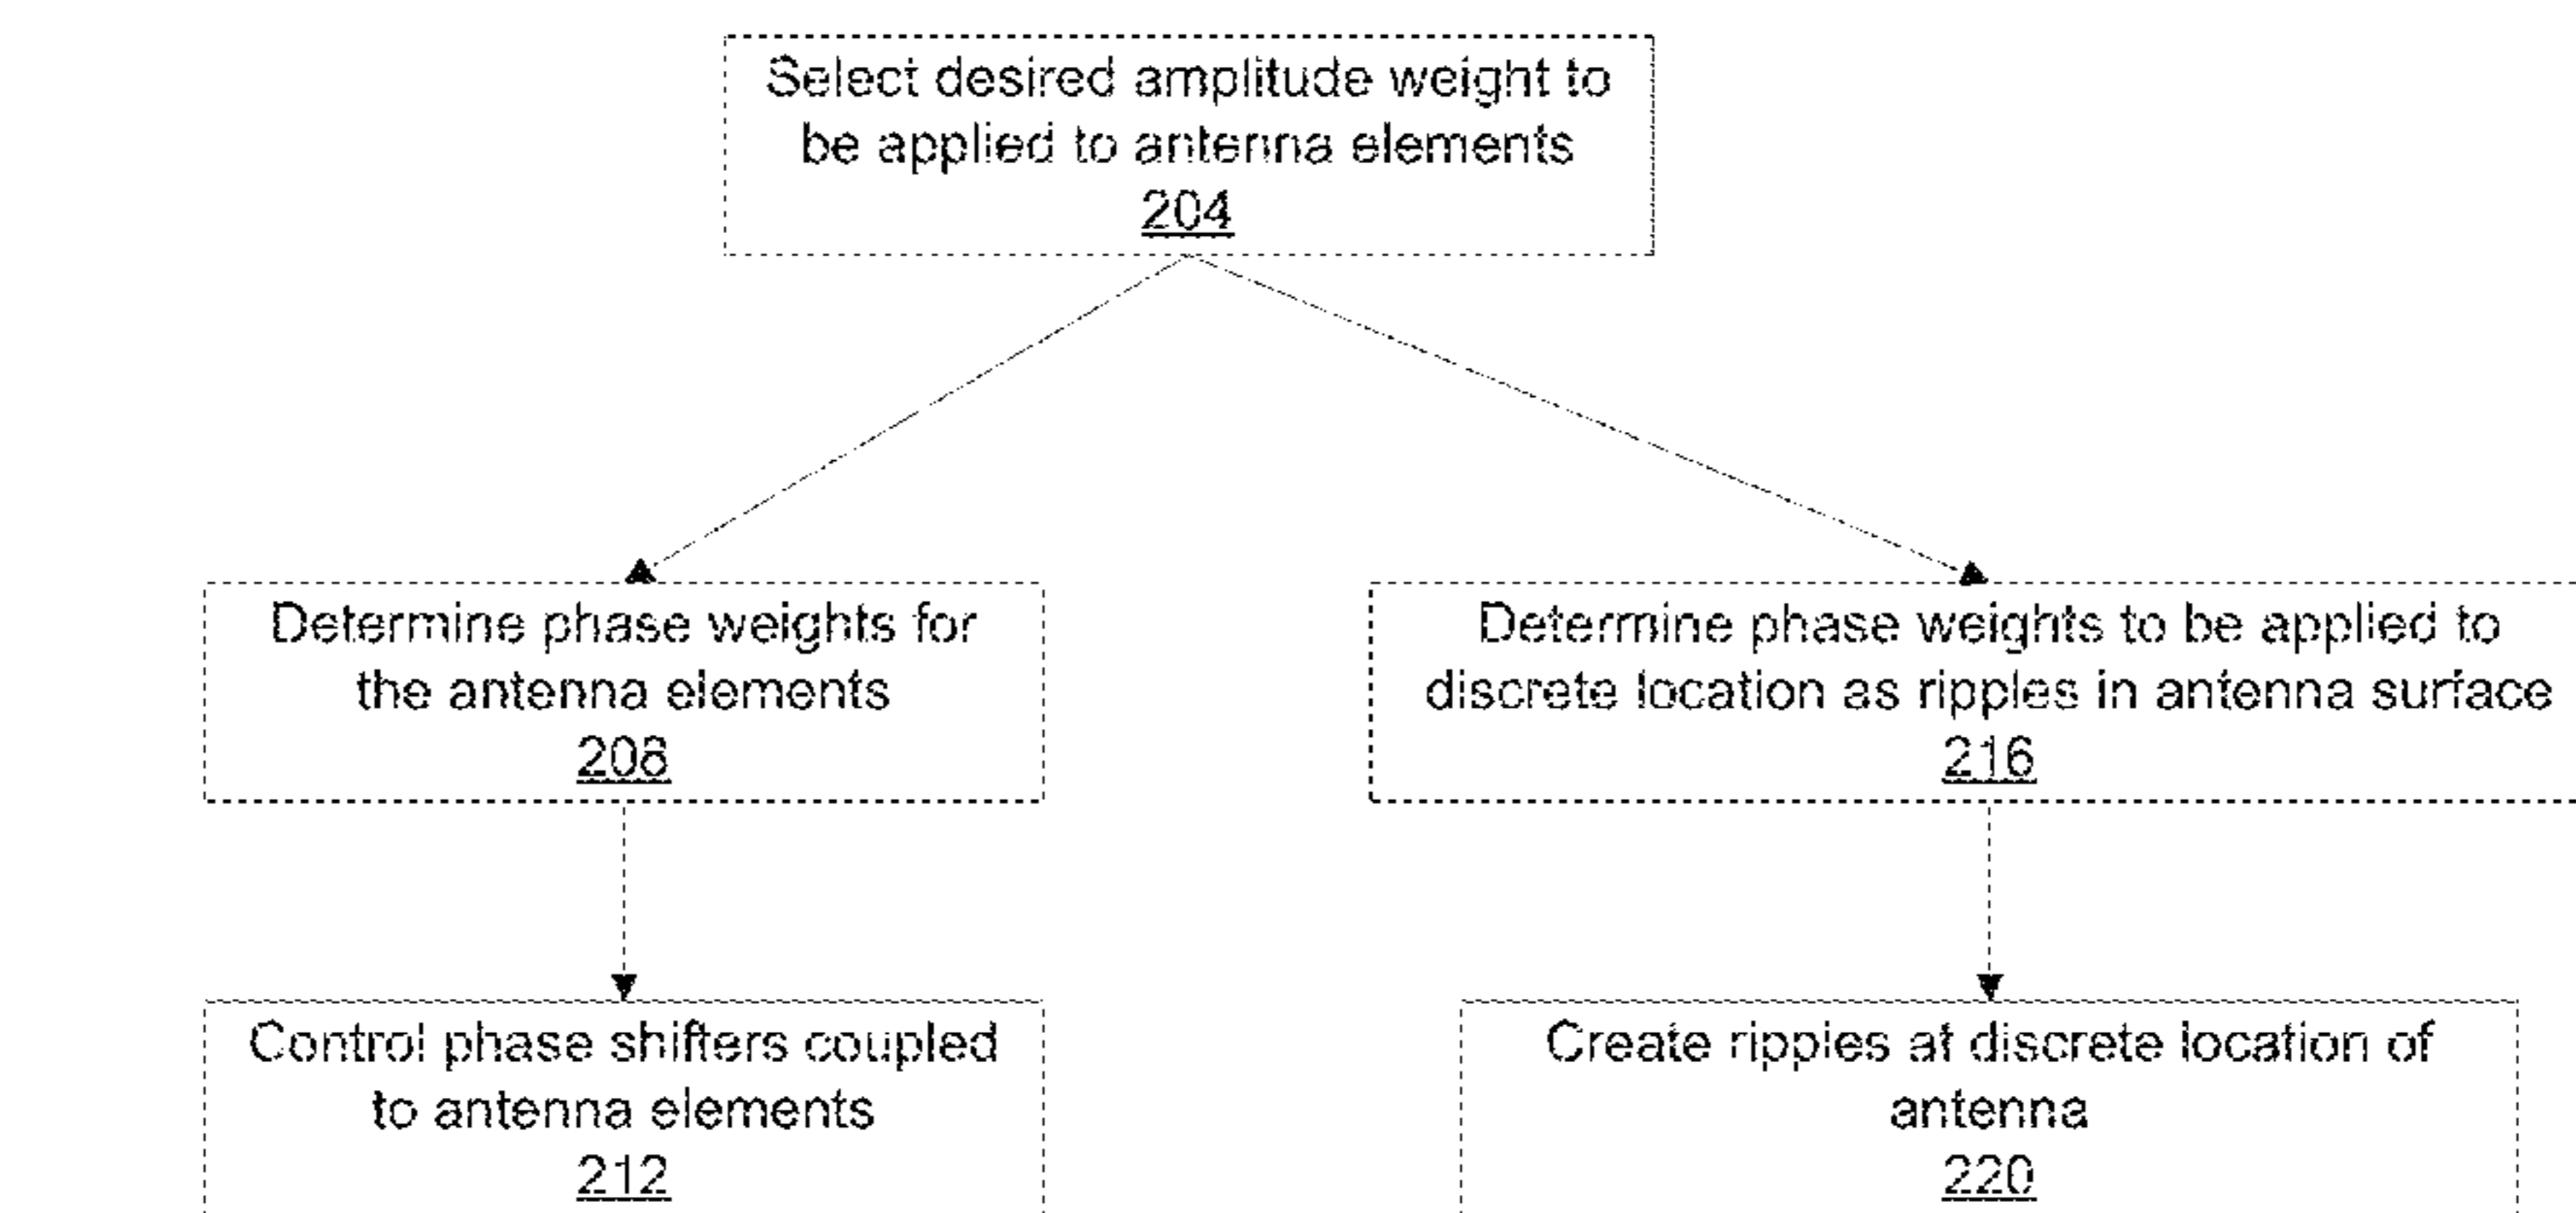 Select desired amplitude weight to
be applied to antenna elements
204
Determine phase weights for
the antenna elements
208
Determine phase weights to be applied to
discrete location as ripples in antenna surface
216
Control phase shifters coupled
to antenna elements
212
Create ripples at discrete location of
antenna
220